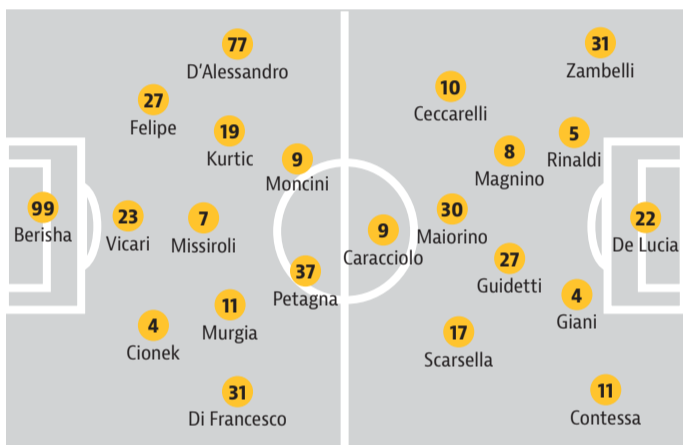 77
D'Alessandro
27
Felipe
19
Kurtic
9
Moncini
99
Berisha
23
Vicari
7
Missiroli
37
Petagna
11
Murgia
4
Cionek
31
Di Francesco
31
Zambelli
10
Ceccarelli
5
Rinaldi
8
Magnino
30
Maiorino
9
Caracciolo
22
De Lucia
27
Guidetti
4
Giani
17
Scarsella
11
Contessa